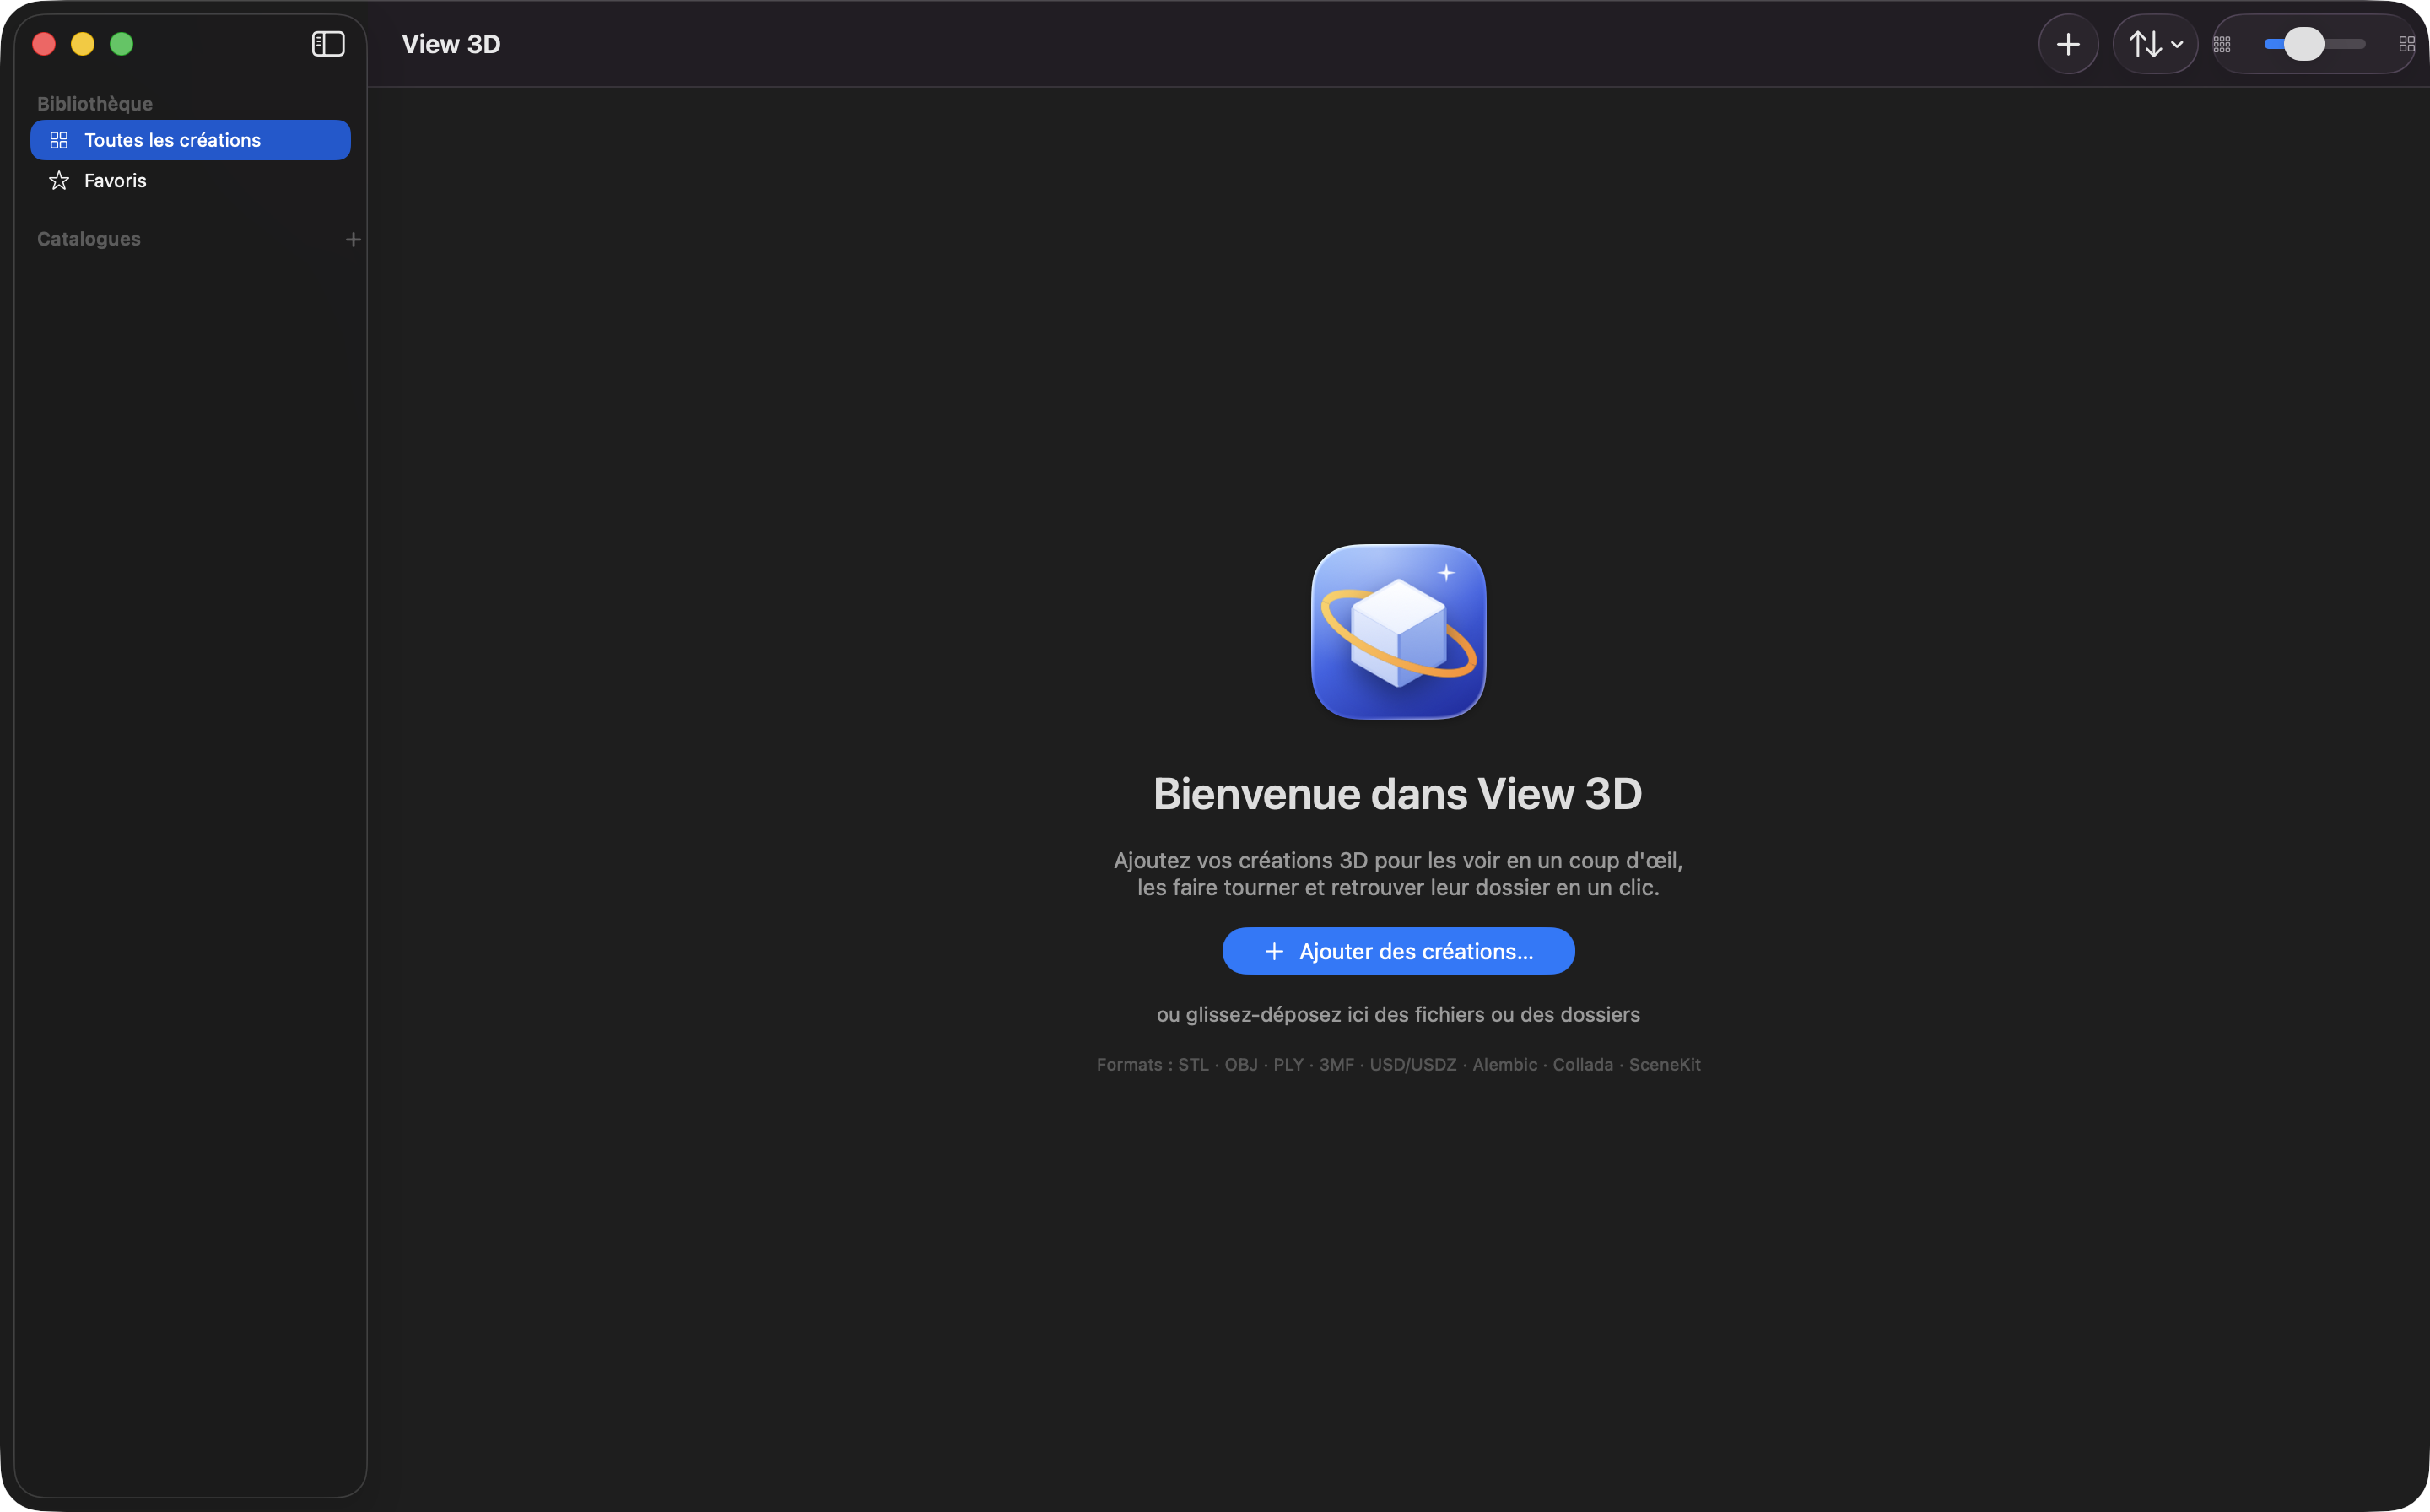 View 3D
Bibliothèque
Toutes les créations
Favoris
Catalogues
Bienvenue dans View 3D
Ajoutez vos créations 3D pour les voir en un coup d'œil,
les faire tourner et retrouver leur dossier en un clic.
Ajouter des créations...
ou glissez-déposez ici des fichiers ou des dossiers
Formats : STL · OBJ · PLY · 3MF · USD/USDZ · Alembic · Collada · SceneKit